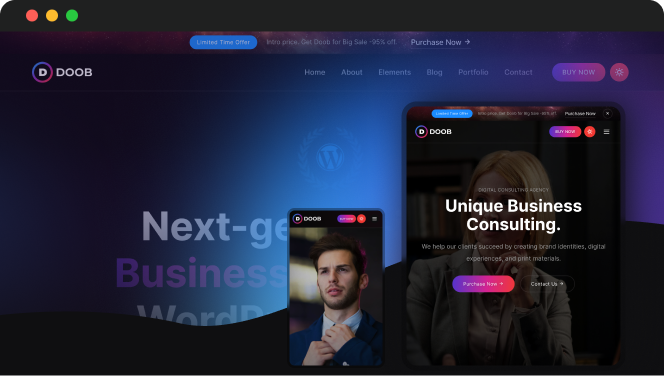 Limited Time Offer Intro price. Get Doob for Big Sale -95% off. Purchase Now →
D DOOB
Home About Elements Blog Portfolio Contact BUY NOW
Next-ge
Business
WordP
D DOOB BUY NOW
Limited Time Offer Intro price. Get Doob for Big Sale -95% off. Purchase Now → ×
D DOOB BUY NOW
DIGITAL CONSULTING AGENCY
Unique Business
Consulting.
We help our clients succeed by creating brand identities, digital
experiences, and print materials.
Purchase Now → Contact Us →